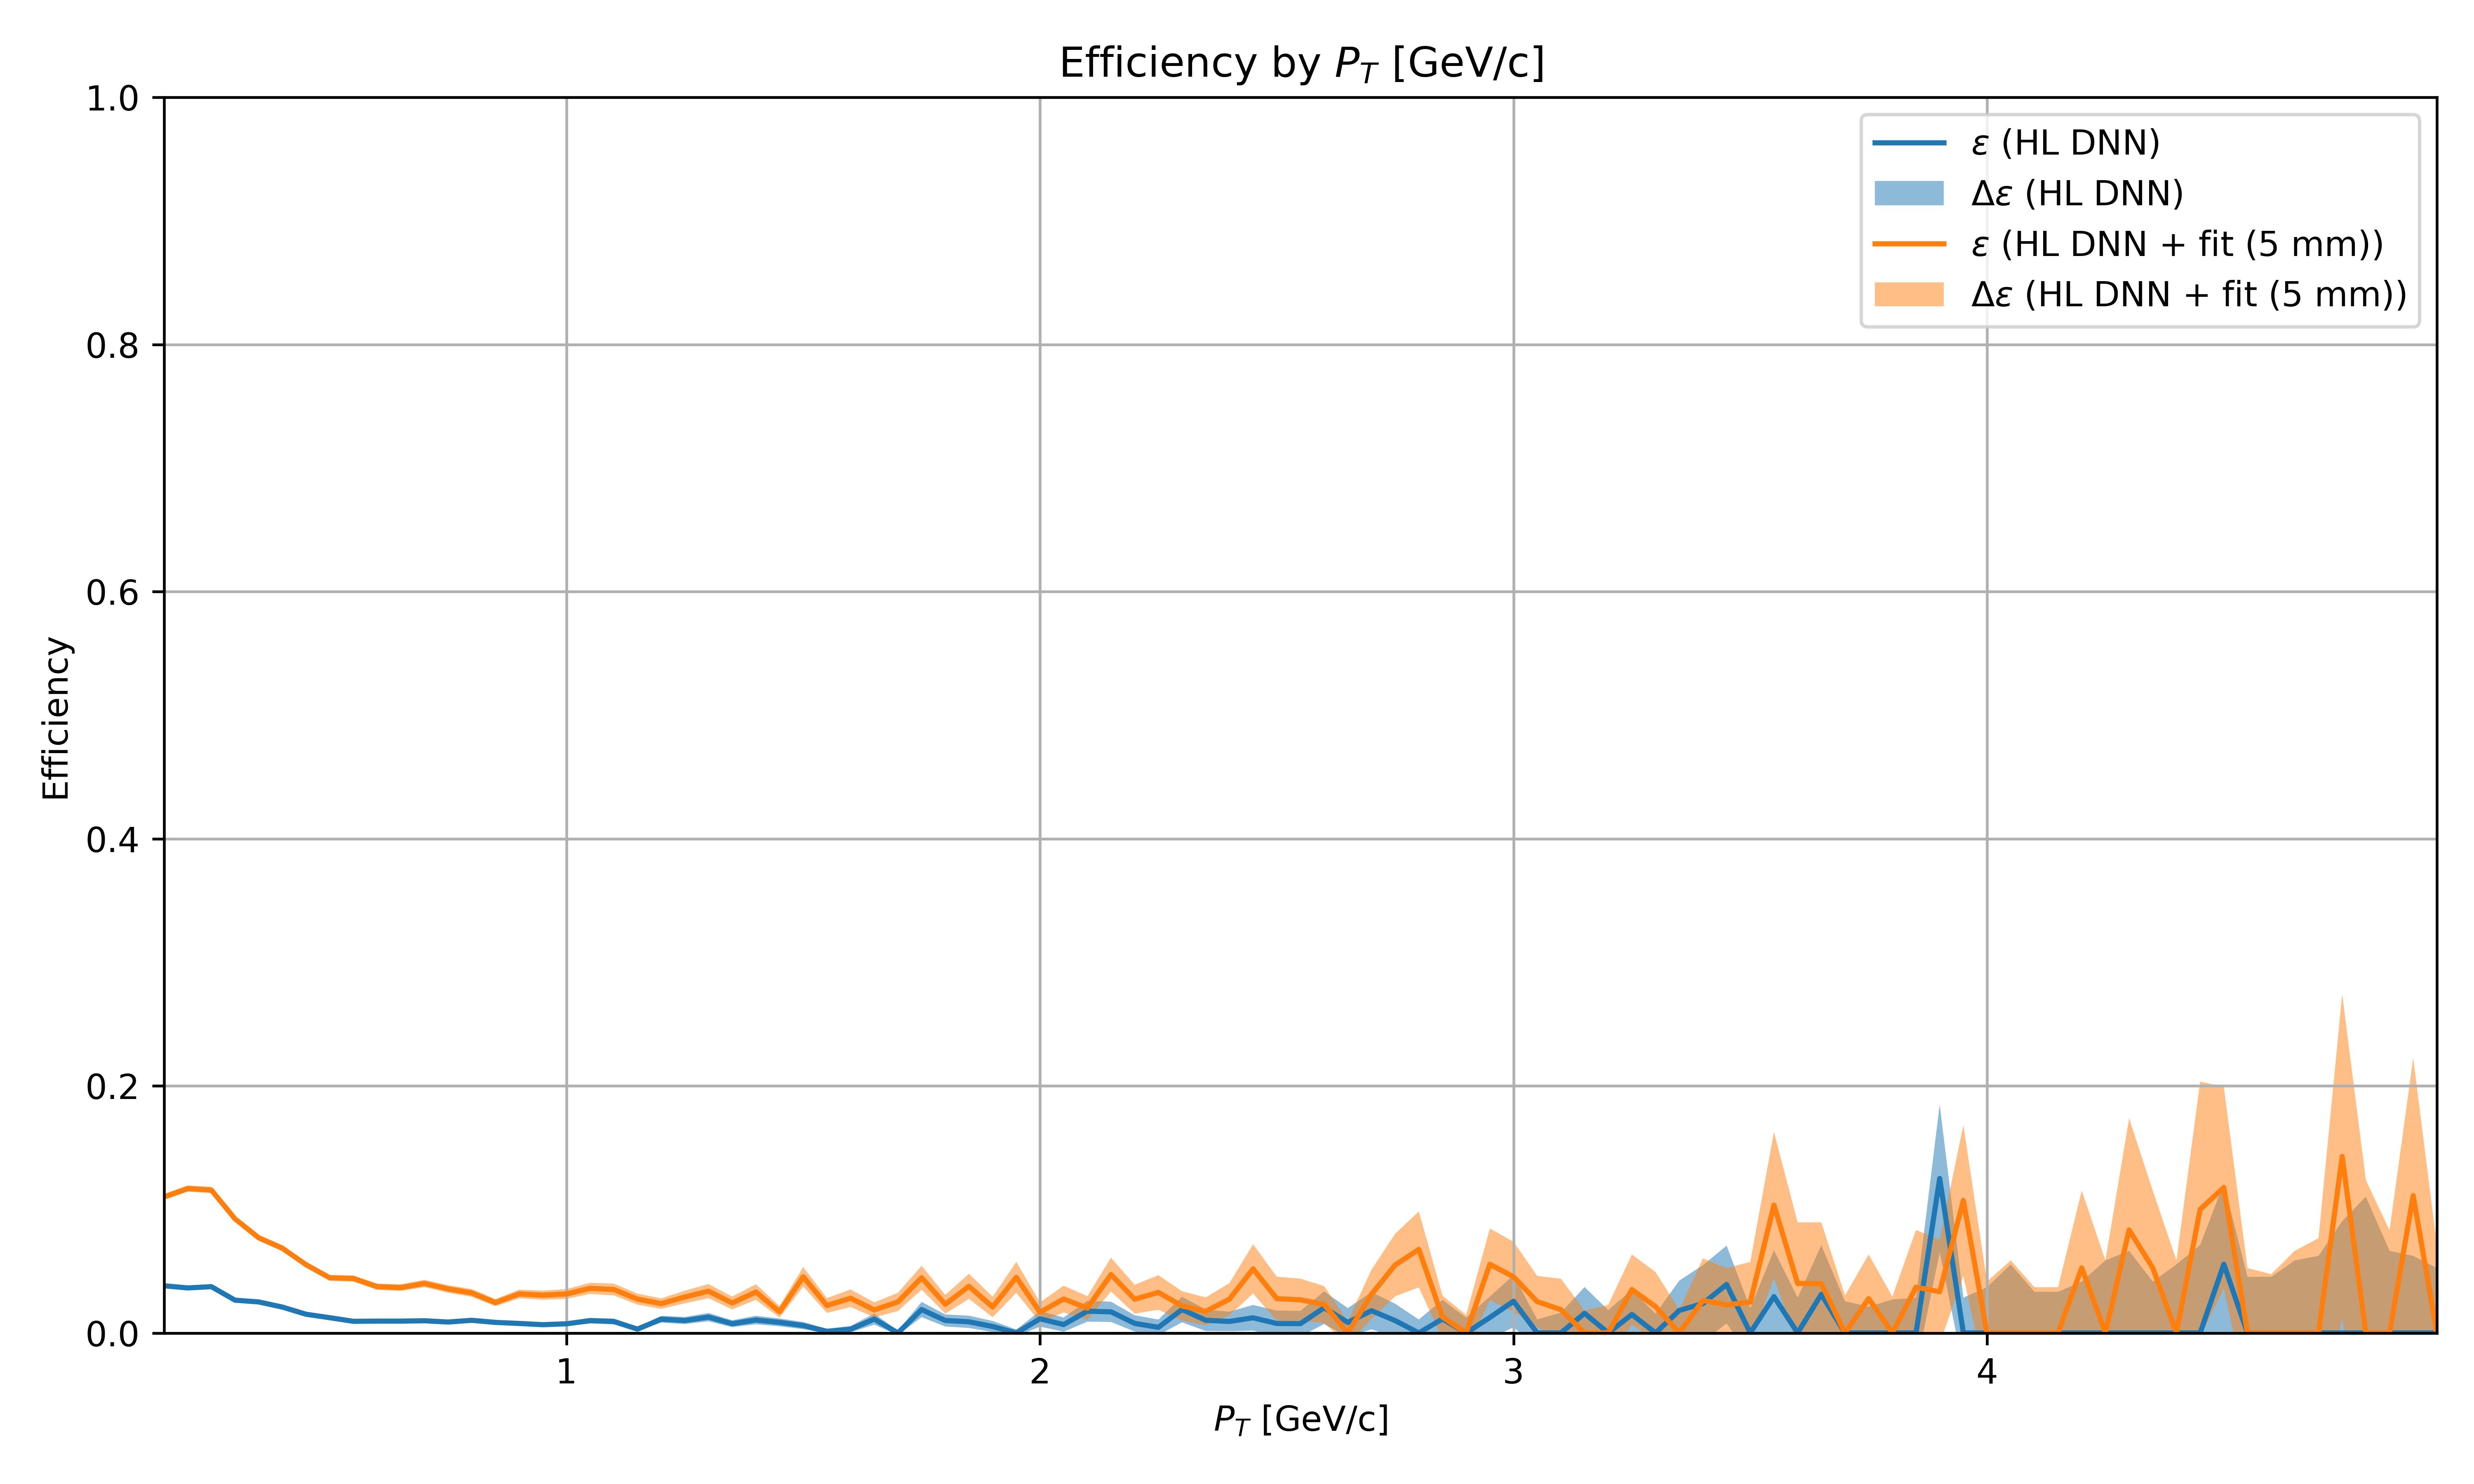 Efficiency by P_T [GeV/c]
1.0
0.8
0.6
0.4
0.2
0.0
Efficiency
ε (HL DNN)
Δε (HL DNN)
ε (HL DNN + fit (5 mm))
Δε (HL DNN + fit (5 mm))
1 2 3 4
P_T [GeV/c]